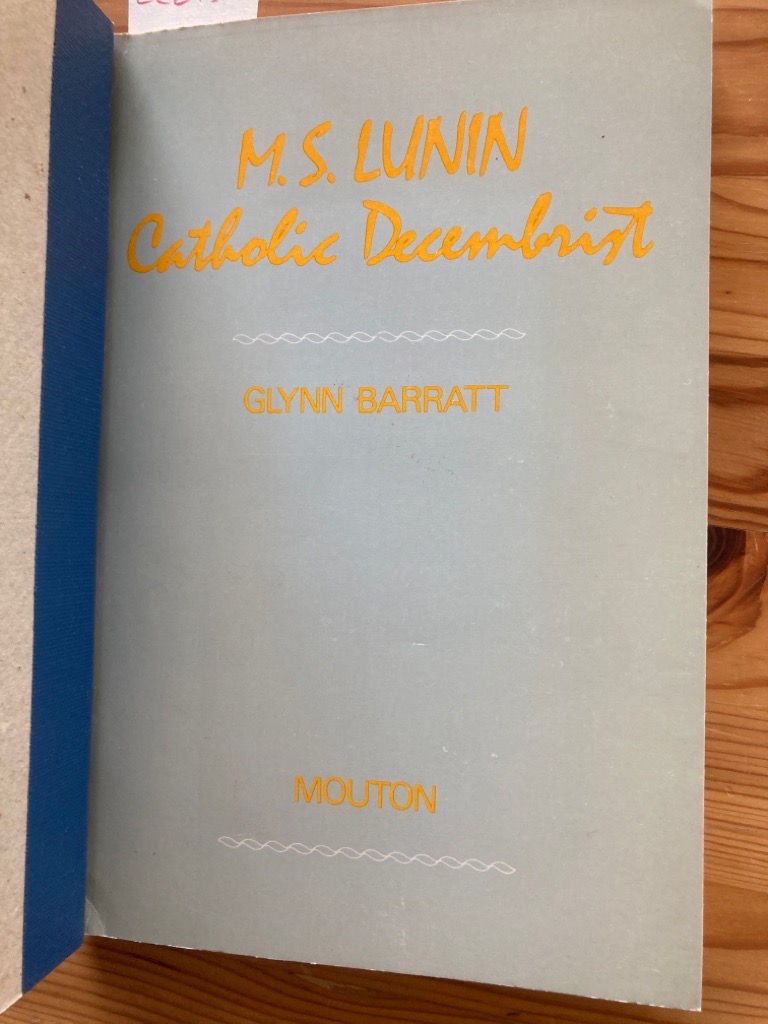 M. S. LUNIN
Catholic Decembrist
GLYNN BARRATT
MOUTON